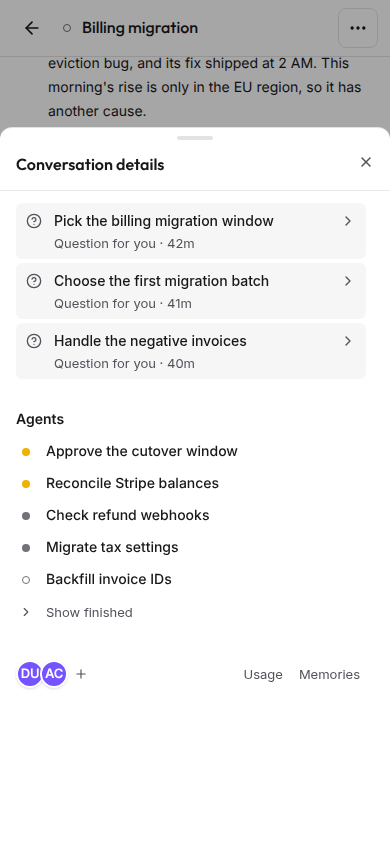 Billing migration
eviction bug, and its fix shipped at 2 AM. This
morning's rise is only in the EU region, so it has
another cause.
Conversation details
Pick the billing migration window
Question for you · 42m
Choose the first migration batch
Question for you · 41m
Handle the negative invoices
Question for you · 40m
Agents
Approve the cutover window
Reconcile Stripe balances
Check refund webhooks
Migrate tax settings
Backfill invoice IDs
Show finished
DU AC + Usage Memories